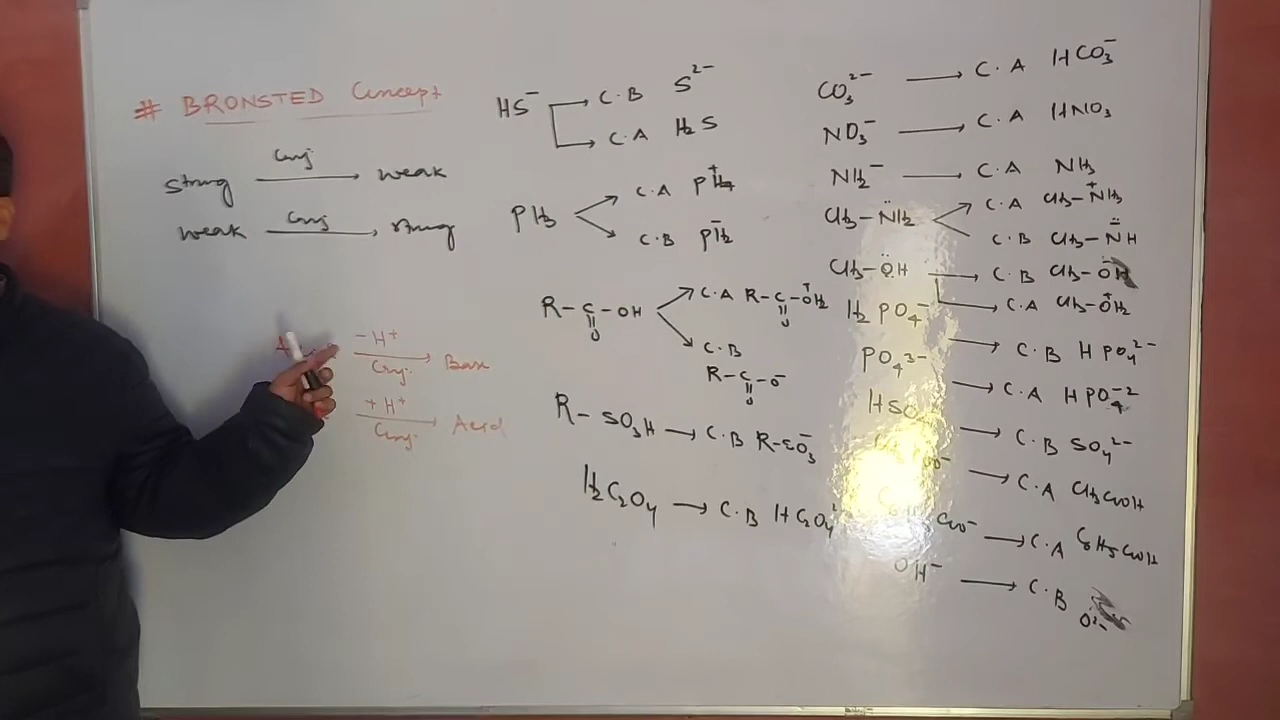 # BRONSTED Concept
strong conj → weak
weak conj → strong
-H⁺
Conj. → Base
+H⁺
Conj. → Acid
HS⁻ → C.B S²⁻
→ C.A H₂S
PH₃ → C.A PH₄⁺
→ C.B PH₂⁻
R-C-OH → C.A R-C-OH₂⁺
O O
C.B
R-C-O⁻
O
R-SO₃H → C.B R-SO₃⁻
H₂C₂O₄ → C.B HC₂O₄
CO₃²⁻ → C.A HCO₃⁻
NO₃⁻ → C.A HNO₃
NH₂⁻ → C.A NH₃
CH₃-NH₂ → C.A CH₃-NH₃⁺
C.B CH₃-NH⁻
CH₃-OH → C.B CH₃-O⁻
→ C.A CH₃-OH₂⁺
H₂PO₄⁻ → C.B HPO₄²⁻
PO₄³⁻ → C.A HPO₄⁻²
HSO → C.B SO₄²⁻
→ C.A CH₃COOH
COO⁻ → C.A C₆H₅COOH
OH⁻ → C.B O²⁻